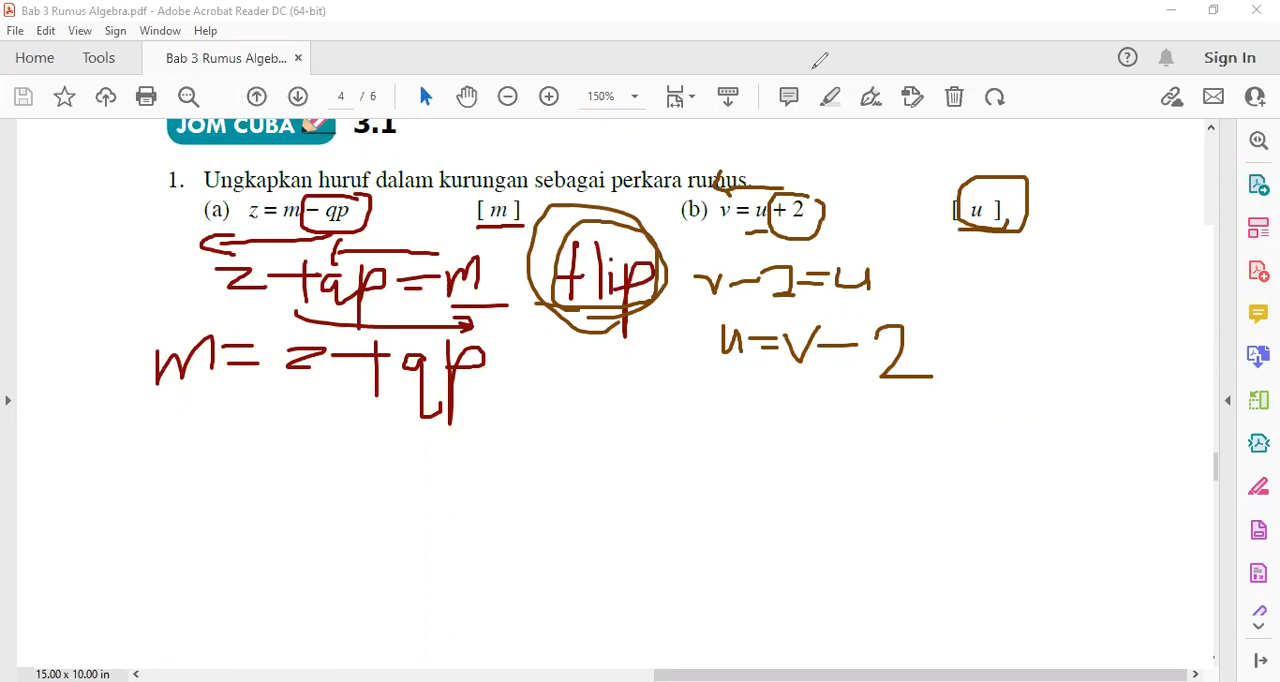 Bab 3 Rumus Algebra.pdf - Adobe Acrobat Reader DC (64-bit)
File Edit View Sign Window Help
Home Tools Bab 3 Rumus Algeb... × Sign In
4 / 6 150%
JOM CUBA 3.1
1. Ungkapkan huruf dalam kurungan sebagai perkara rumus.
(a) z = m − qp [ m ] (b) v = u + 2 [ u ],
z + qp = m flip v − 2 = u
m = z + qp u = v − 2
15.00 x 10.00 in